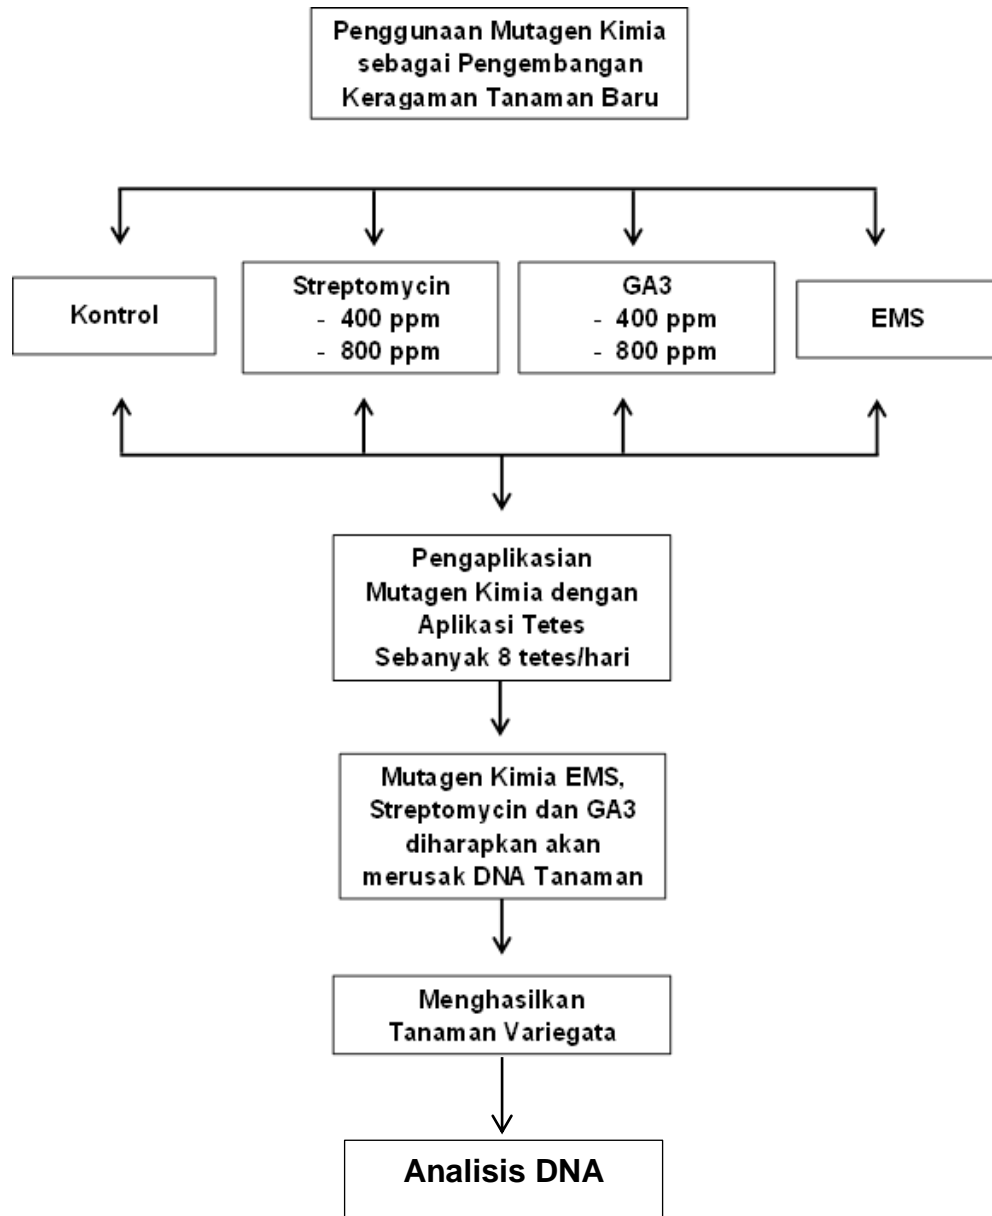 Penggunaan Mutagen Kimia
sebagai Pengembangan
Keragaman Tanaman Baru
Kontrol
Streptomycin
- 400 ppm
- 800 ppm
GA3
- 400 ppm
- 800 ppm
EMS
Pengaplikasian
Mutagen Kimia dengan
Aplikasi Tetes
Sebanyak 8 tetes/hari
Mutagen Kimia EMS,
Streptomycin dan GA3
diharapkan akan
merusak DNA Tanaman
Menghasilkan
Tanaman Variegata
Analisis DNA